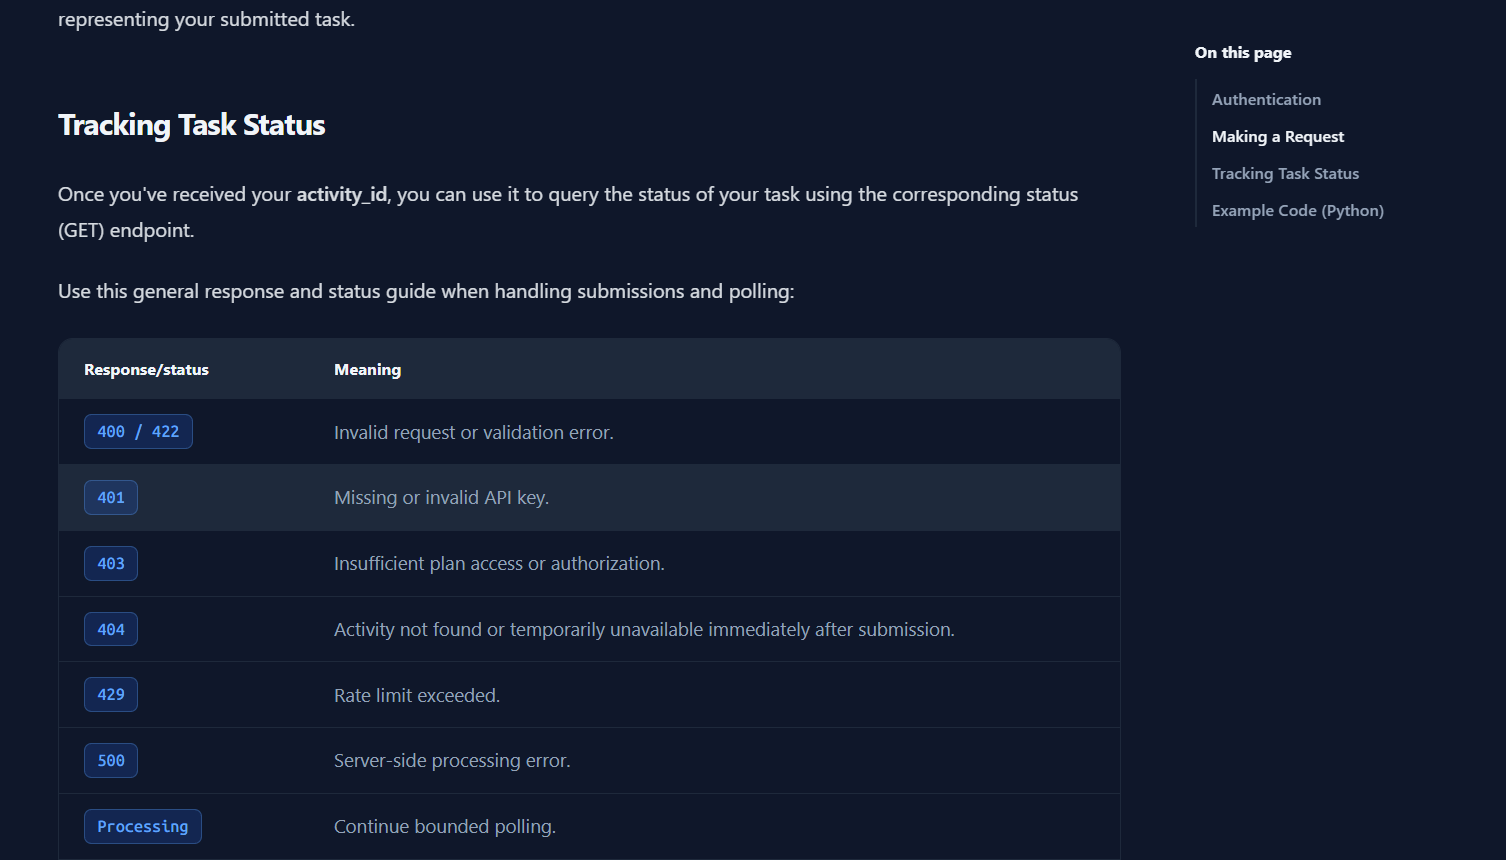 representing your submitted task.
Tracking Task Status
Once you've received your activity_id, you can use it to query the status of your task using the corresponding status
(GET) endpoint.
Use this general response and status guide when handling submissions and polling:
Response/status Meaning
400 / 422 Invalid request or validation error.
401 Missing or invalid API key.
403 Insufficient plan access or authorization.
404 Activity not found or temporarily unavailable immediately after submission.
429 Rate limit exceeded.
500 Server-side processing error.
Processing Continue bounded polling.
On this page
Authentication
Making a Request
Tracking Task Status
Example Code (Python)